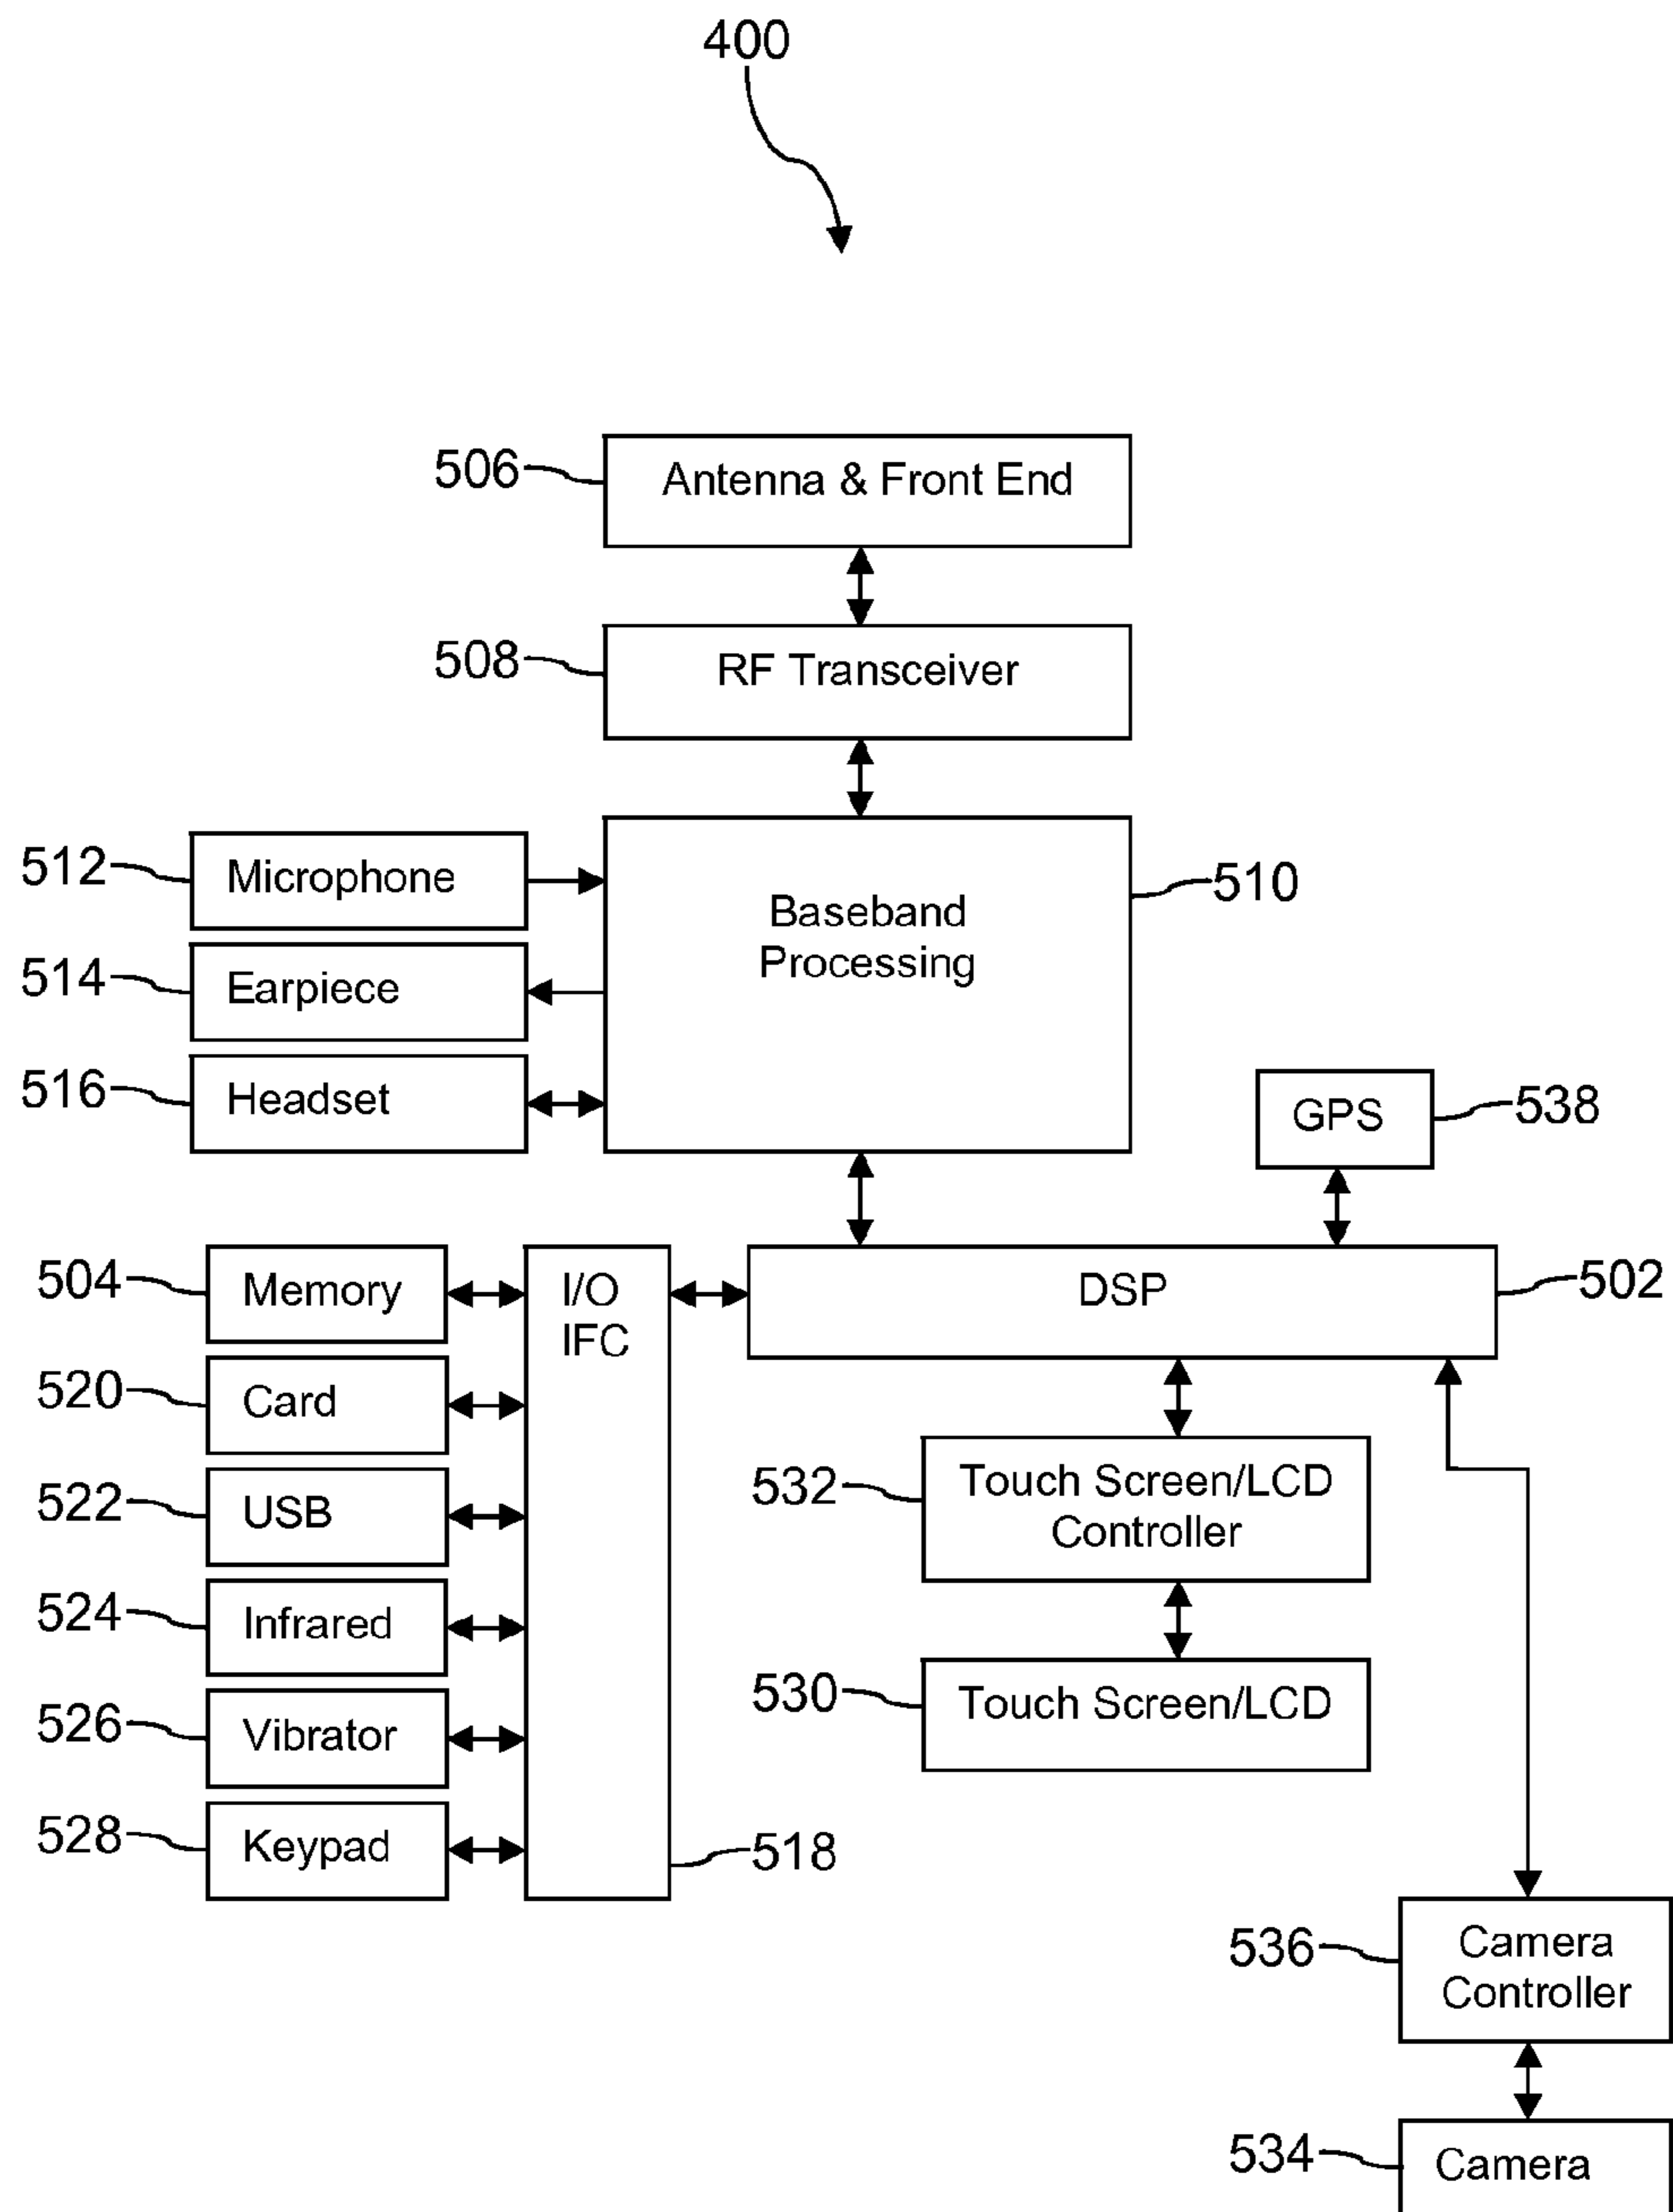 400
506
Antenna & Front End
508
RF Transceiver
512
Microphone
Baseband
Processing
510
514
Earpiece
516
Headset
GPS
538
504
Memory
I/O
IFC
DSP
502
520
Card
522
USB
532
Touch Screen/LCD
Controller
524
Infrared
530
Touch Screen/LCD
526
Vibrator
528
Keypad
518
536
Camera
Controller
534
Camera